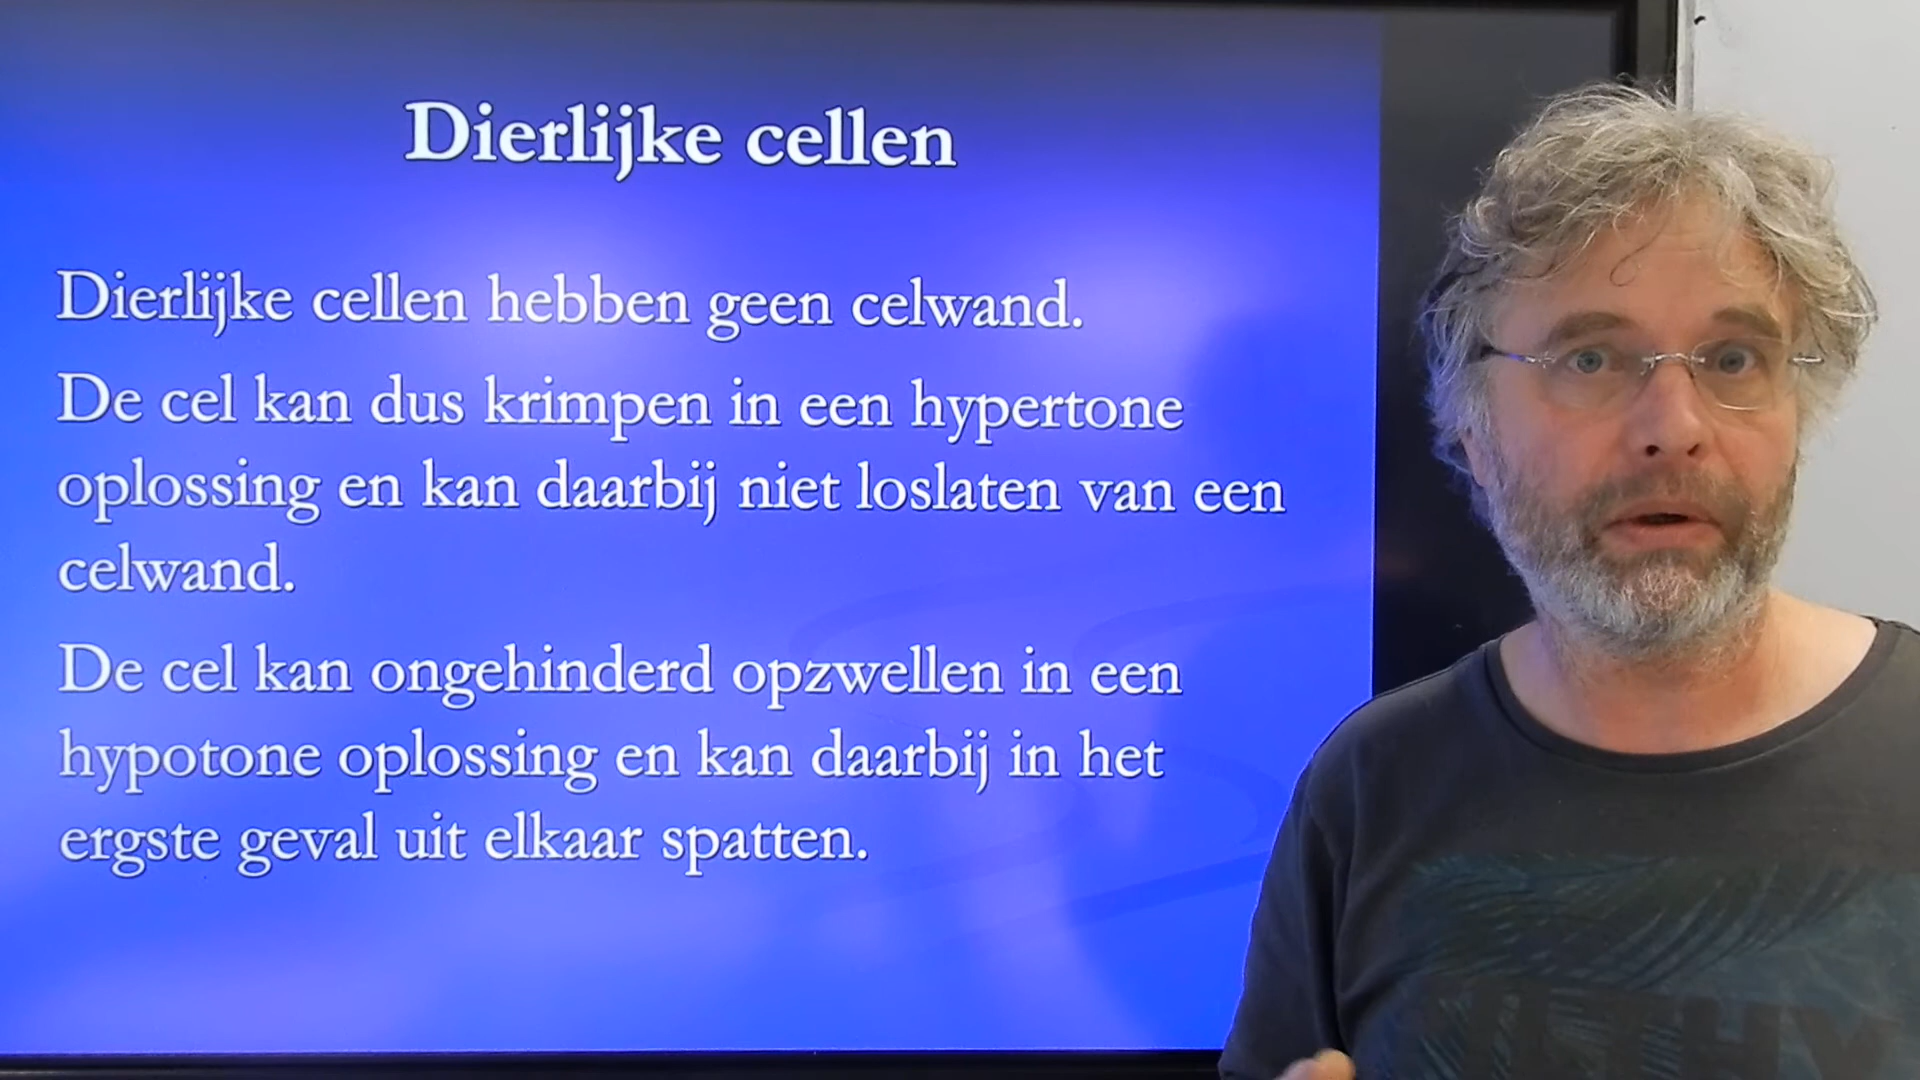 Dierlijke cellen
Dierlijke cellen hebben geen celwand.
De cel kan dus krimpen in een hypertone
oplossing en kan daarbij niet loslaten van een
celwand.
De cel kan ongehinderd opzwellen in een
hypotone oplossing en kan daarbij in het
ergste geval uit elkaar spatten.